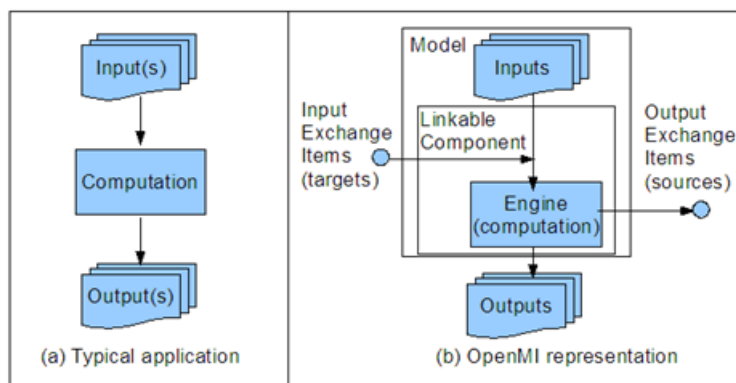 Input(s)
Computation
Output(s)
(a) Typical application
Model
Inputs
Input
Exchange
Items
(targets)
Linkable
Component
Output
Exchange
Items
(sources)
Engine
(computation)
Outputs
(b) OpenMI representation